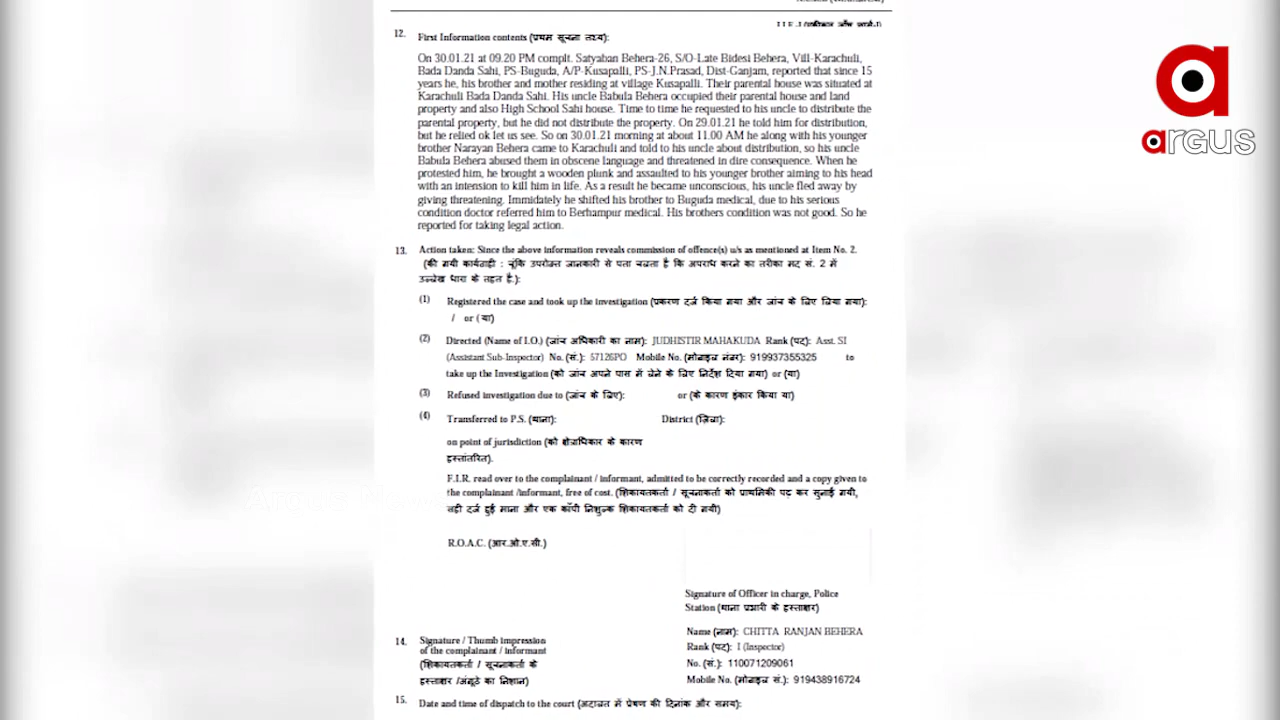 12. First Information contents (प्रथम सूचना तथ्य):
On 30.01.21 at 09.20 PM complt. Satyaban Behera-26, S/O-Late Bidesi Behera, Vill-Karachuli,
Bada Danda Sahi, PS-Buguda, A/P-Kusapalli, PS-J.N.Prasad, Dist-Ganjam, reported that since 15
years he, his brother and mother residing at village Kusapalli. Their parental house was situated at
Karachuli Bada Danda Sahi. His uncle Babula Behera occupied their parental house and land
property and also High School Sahi house. Time to time he requested to his uncle to distribute the
parental property, but he did not distribute the property. On 29.01.21 he told him for distribution,
but he relied ok let us see. So on 30.01.21 morning at about 11.00 AM he along with his younger
brother Narayan Behera came to Karachuli and told to his uncle about distribution, so his uncle
Babula Behera abused them in obscene language and threatened in dire consequence. When he
protested him, he brought a wooden plunk and assaulted to his younger brother aiming to his head
with an intension to kill him in life. As a result he became unconscious, his uncle fled away by
giving threatening. Immidately he shifted his brother to Buguda medical, due to his serious
condition doctor referred him to Berhampur medical. His brothers condition was not good. So he
reported for taking legal action.
13. Action taken: Since the above information reveals commission of offence(s) u/s as mentioned at Item No. 2.
(की गयी कार्यवाही : चूंकि उपरोक्त जानकारी से पता चलता है कि अपराध करने का तरीका मद सं. 2 में
उल्लेख धारा के तहत है.):
(1) Registered the case and took up the investigation (प्रकरण दर्ज किया गया और जांच के लिए लिया गया):
/ or (या)
(2) Directed (Name of I.O.) (जांच अधिकारी का नाम): JUDHISTIR MAHAKUDA Rank (पद): Asst. SI
(Assistant Sub-Inspector) No. (सं.): 57126PO Mobile No. (मोबाइल नंबर): 919937355325 to
take up the Investigation (को जांच अपने पास में लेने के लिए निर्देश दिया गया) or (या)
(3) Refused investigation due to (जांच के लिए): or (के कारण इंकार किया या)
(4) Transferred to P.S. (थाना): District (ज़िला):
on point of jurisdiction (को क्षेत्राधिकार के कारण
हस्तांतरित).
F.I.R. read over to the complainant / informant, admitted to be correctly recorded and a copy given to
the complainant /informant, free of cost. (शिकायतकर्ता / सूचनाकर्ता को प्राथमिकी पढ़ कर सुनाई गयी,
सही दर्ज हुई माना और एक कॉपी निशुल्क शिकायतकर्ता को दी गयी)
R.O.A.C. (आर.ओ.ए.सी.)
Signature of Officer in charge, Police
Station (थाना प्रभारी के हस्ताक्षर)
Name (नाम): CHITTA RANJAN BEHERA
Rank (पद): I (Inspector)
No. (सं.): 110071209061
Mobile No. (मोबाइल सं.): 919438916724
14. Signature / Thumb impression
of the complainant / informant
(शिकायतकर्ता / सूचनाकर्ता के
हस्ताक्षर /अंगूठे का निशान)
15. Date and time of dispatch to the court (अदालत में प्रेषण की दिनांक और समय):
argus